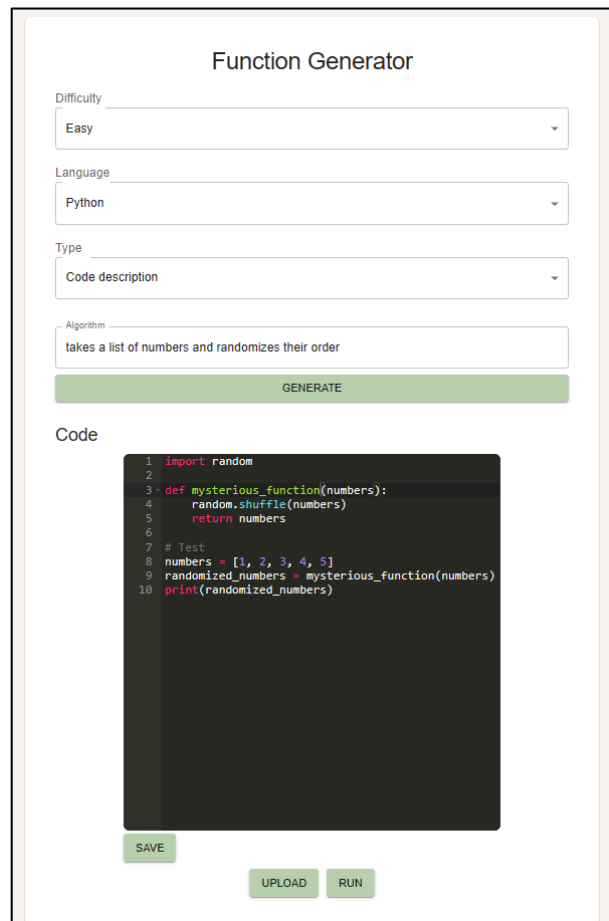 Function Generator
Difficulty
Easy
Language
Python
Type
Code description
Algorithm
takes a list of numbers and randomizes their order
GENERATE
Code
1 import random
2
3 def mysterious_function(numbers):
4     random.shuffle(numbers)
5     return numbers
6
7 # Test
8 numbers = [1, 2, 3, 4, 5]
9 randomized_numbers = mysterious_function(numbers)
10 print(randomized_numbers)
SAVE
UPLOAD RUN